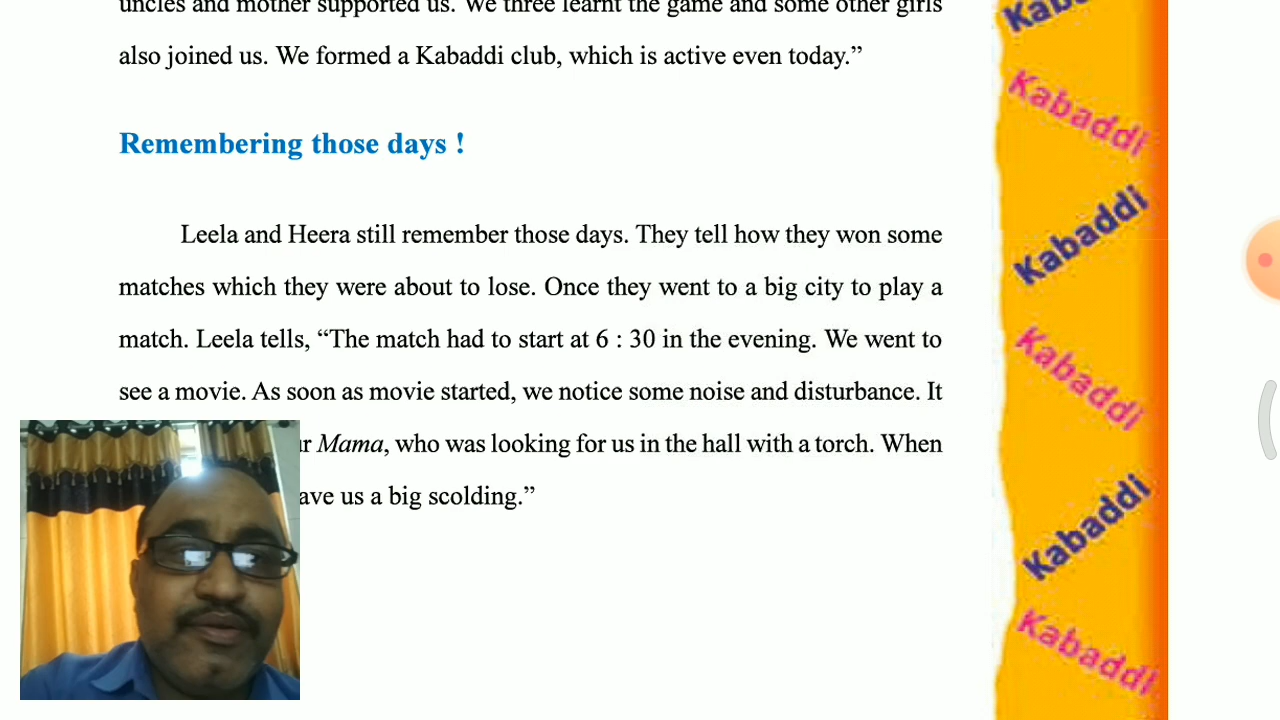 uncles and mother supported us. We three learnt the game and some other girls
also joined us. We formed a Kabaddi club, which is active even today.”
Remembering those days !
Leela and Heera still remember those days. They tell how they won some
matches which they were about to lose. Once they went to a big city to play a
match. Leela tells, “The match had to start at 6 : 30 in the evening. We went to
see a movie. As soon as movie started, we notice some noise and disturbance. It
Mama, who was looking for us in the hall with a torch. When
us a big scolding.”
Kabaddi
Kabaddi
Kabaddi
Kabaddi
Kabaddi